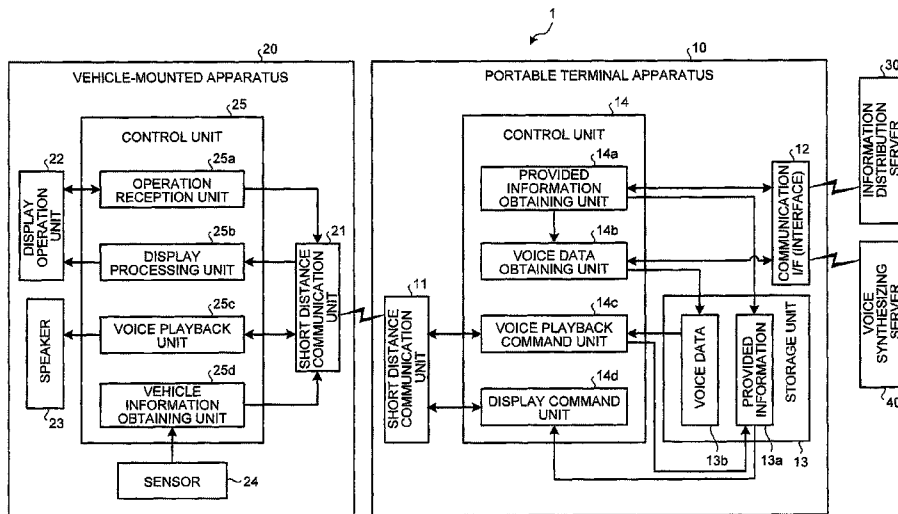 1
20
VEHICLE-MOUNTED APPARATUS
25
CONTROL UNIT
22
DISPLAY OPERATION UNIT
25a
OPERATION RECEPTION UNIT
25b
DISPLAY PROCESSING UNIT
21
SHORT DISTANCE COMMUNICATION UNIT
25c
VOICE PLAYBACK UNIT
SPEAKER
23
25d
VEHICLE INFORMATION OBTAINING UNIT
SENSOR
24
10
PORTABLE TERMINAL APPARATUS
14
CONTROL UNIT
14a
PROVIDED INFORMATION OBTAINING UNIT
14b
VOICE DATA OBTAINING UNIT
11
SHORT DISTANCE COMMUNICATION UNIT
14c
VOICE PLAYBACK COMMAND UNIT
14d
DISPLAY COMMAND UNIT
12
COMMUNICATION I/F (INTERFACE)
VOICE DATA
13b
PROVIDED INFORMATION
13a
STORAGE UNIT
13
30
INFORMATION DISTRIBUTION SERVER
VOICE SYNTHESIZING SERVER
40